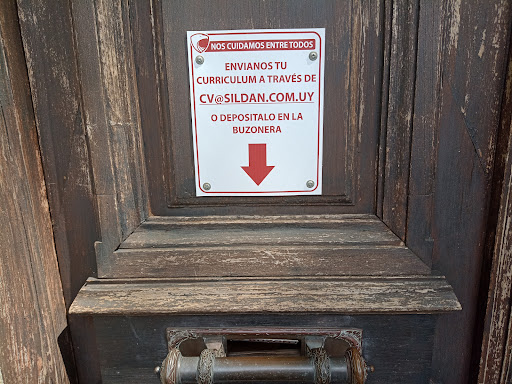 NOS CUIDAMOS ENTRE TODOS
ENVIANOS TU
CURRICULUM A TRAVÉS DE
CV@SILDAN.COM.UY
O DEPOSITALO EN LA
BUZONERA